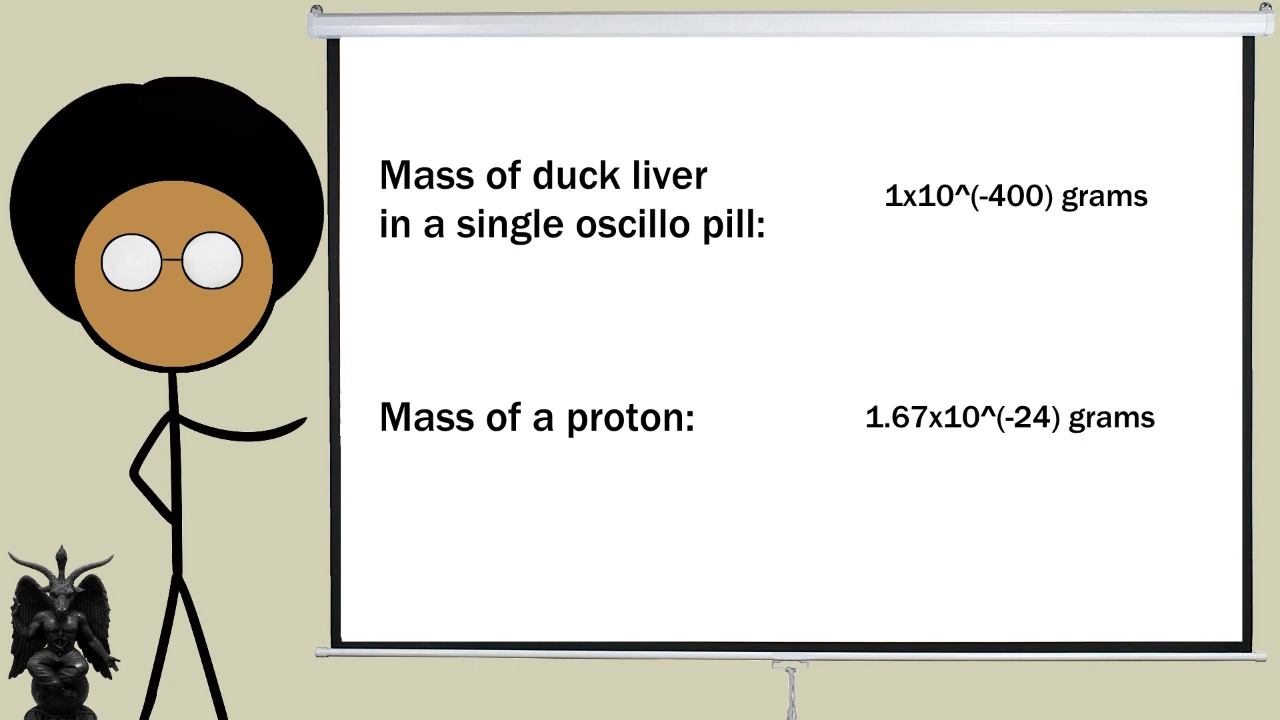 Mass of duck liver
in a single oscillo pill:
1x10^(-400) grams
Mass of a proton:
1.67x10^(-24) grams